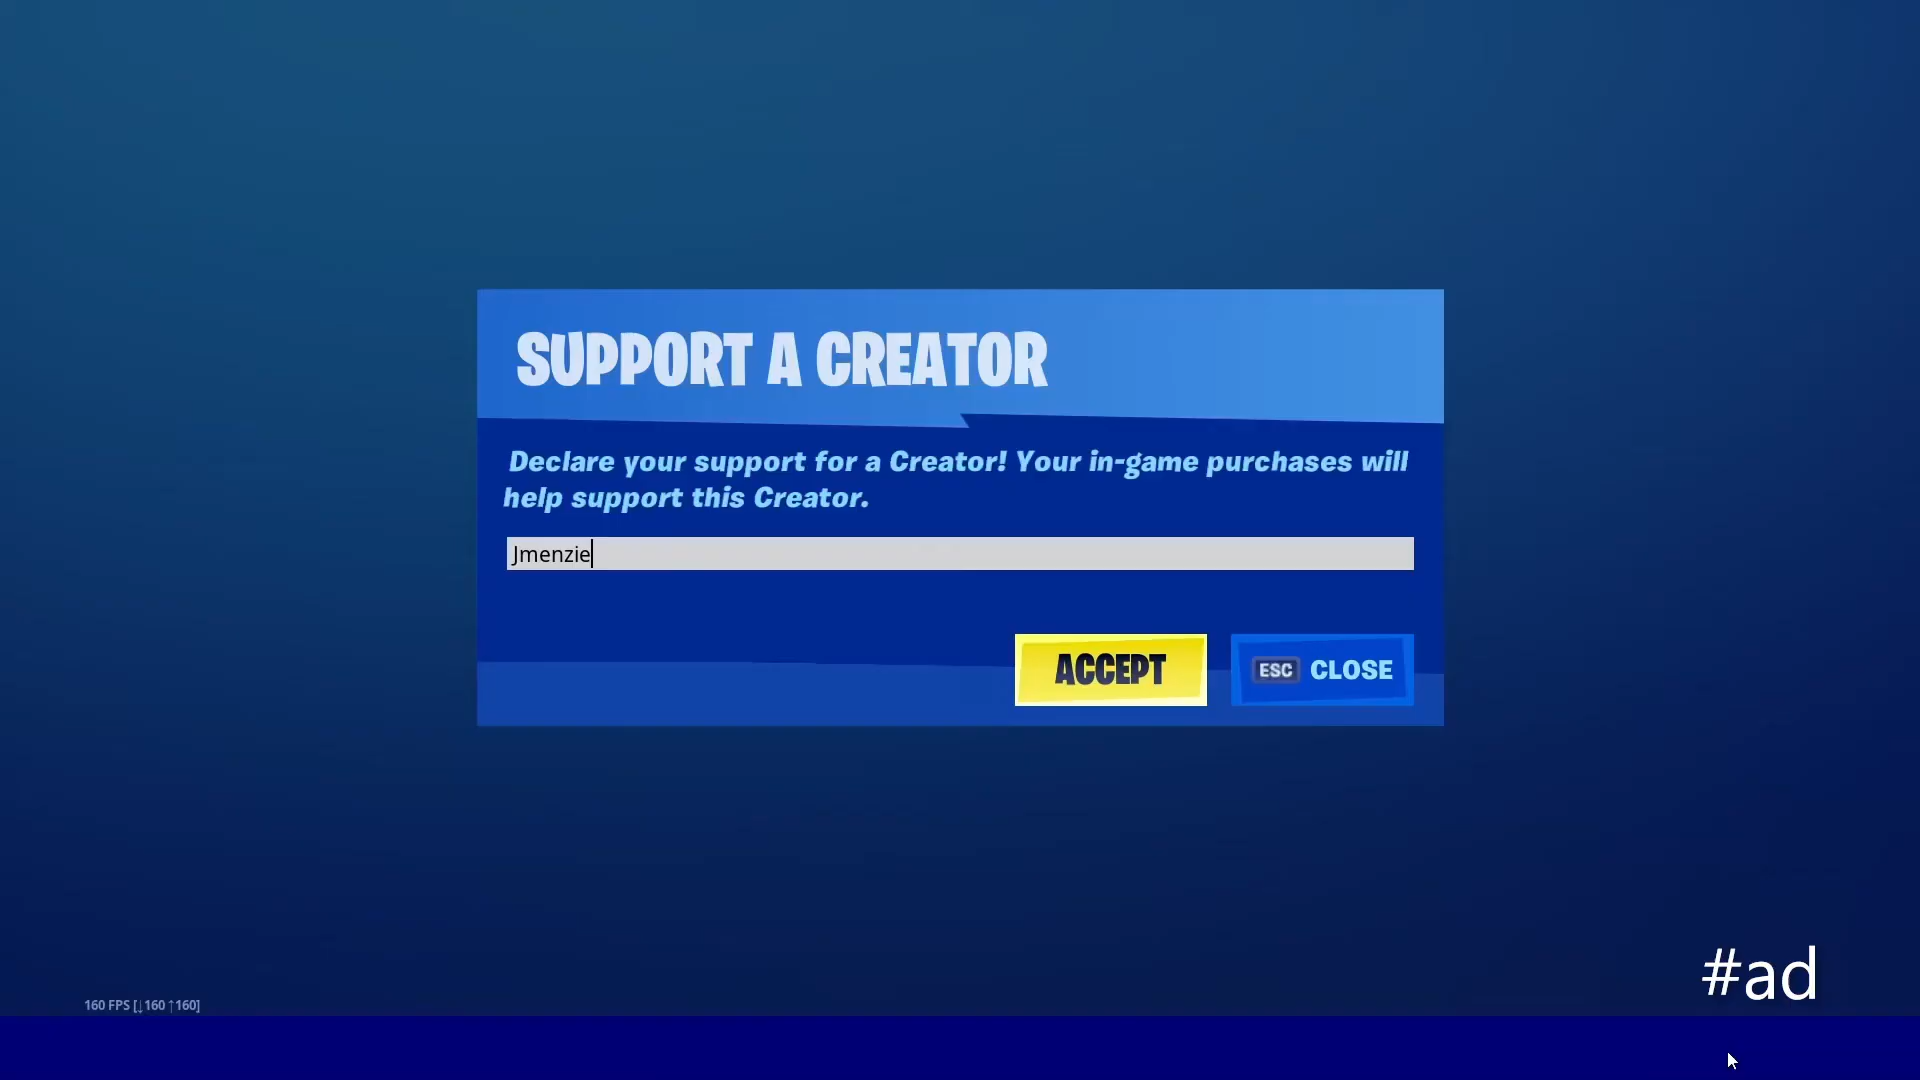 SUPPORT A CREATOR
Declare your support for a Creator! Your in-game purchases will
help support this Creator.
Jmenzie
ACCEPT
ESC CLOSE
#ad
160 FPS [↓160 ↑160]